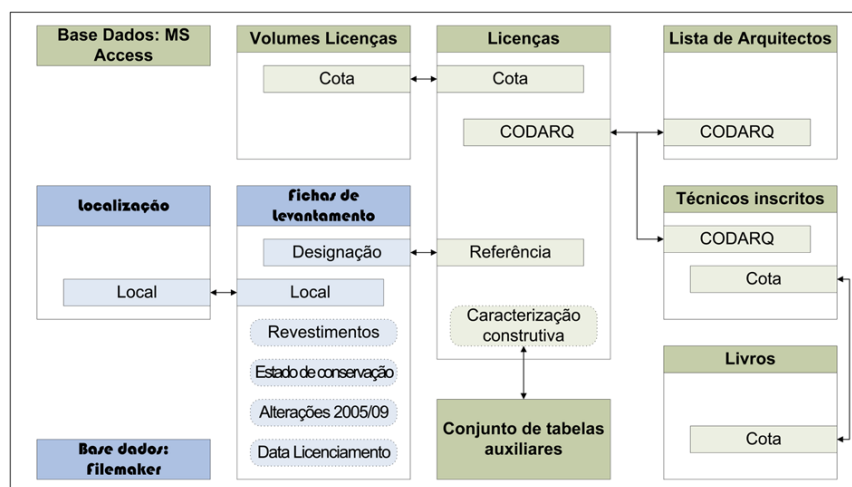 Base Dados: MS
Access
Volumes Licenças
Cota
Licenças
Cota
CODARQ
Referência
Caracterização
construtiva
Lista de Arquitectos
CODARQ
Localização
Local
Fichas de
Levantamento
Designação
Local
Revestimentos
Estado de conservação
Alterações 2005/09
Data Licenciamento
Técnicos inscritos
CODARQ
Cota
Livros
Cota
Conjunto de tabelas
auxiliares
Base dados:
Filemaker